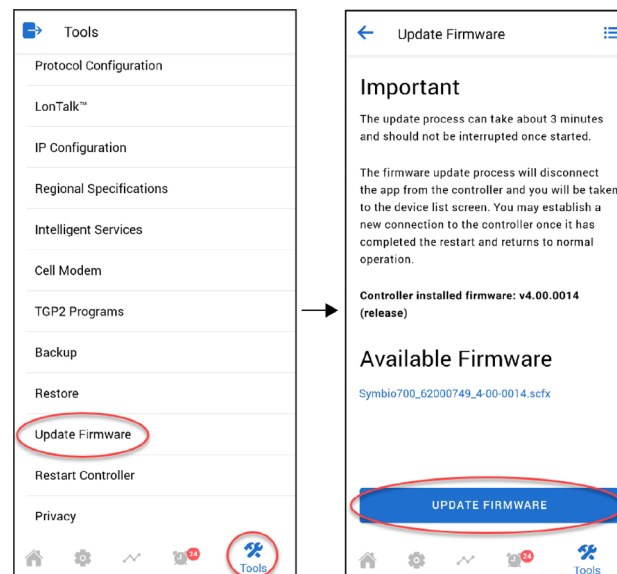 Tools
Protocol Configuration
LonTalk™
IP Configuration
Regional Specifications
Intelligent Services
Cell Modem
TGP2 Programs
Backup
Restore
Update Firmware
Restart Controller
Privacy
24
Tools
Update Firmware
Important
The update process can take about 3 minutes
and should not be interrupted once started.
The firmware update process will disconnect
the app from the controller and you will be taken
to the device list screen. You may establish a
new connection to the controller once it has
completed the restart and returns to normal
operation.
Controller installed firmware: v4.00.0014
(release)
Available Firmware
Symbio700_62000749_4-00-0014.scfx
UPDATE FIRMWARE
24
Tools